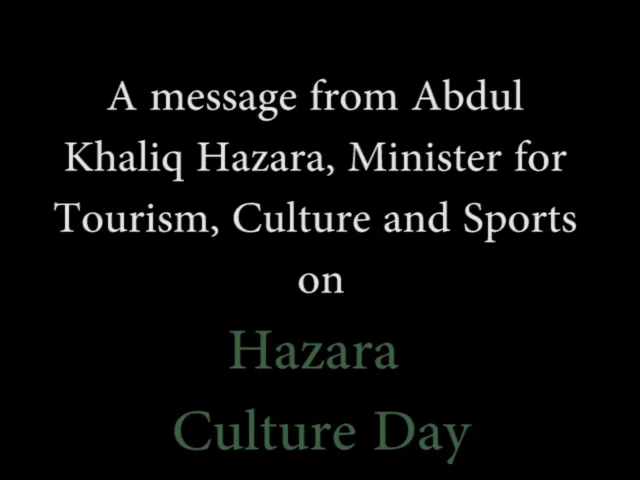 A message from Abdul
Khaliq Hazara, Minister for
Tourism, Culture and Sports
on
Hazara
Culture Day